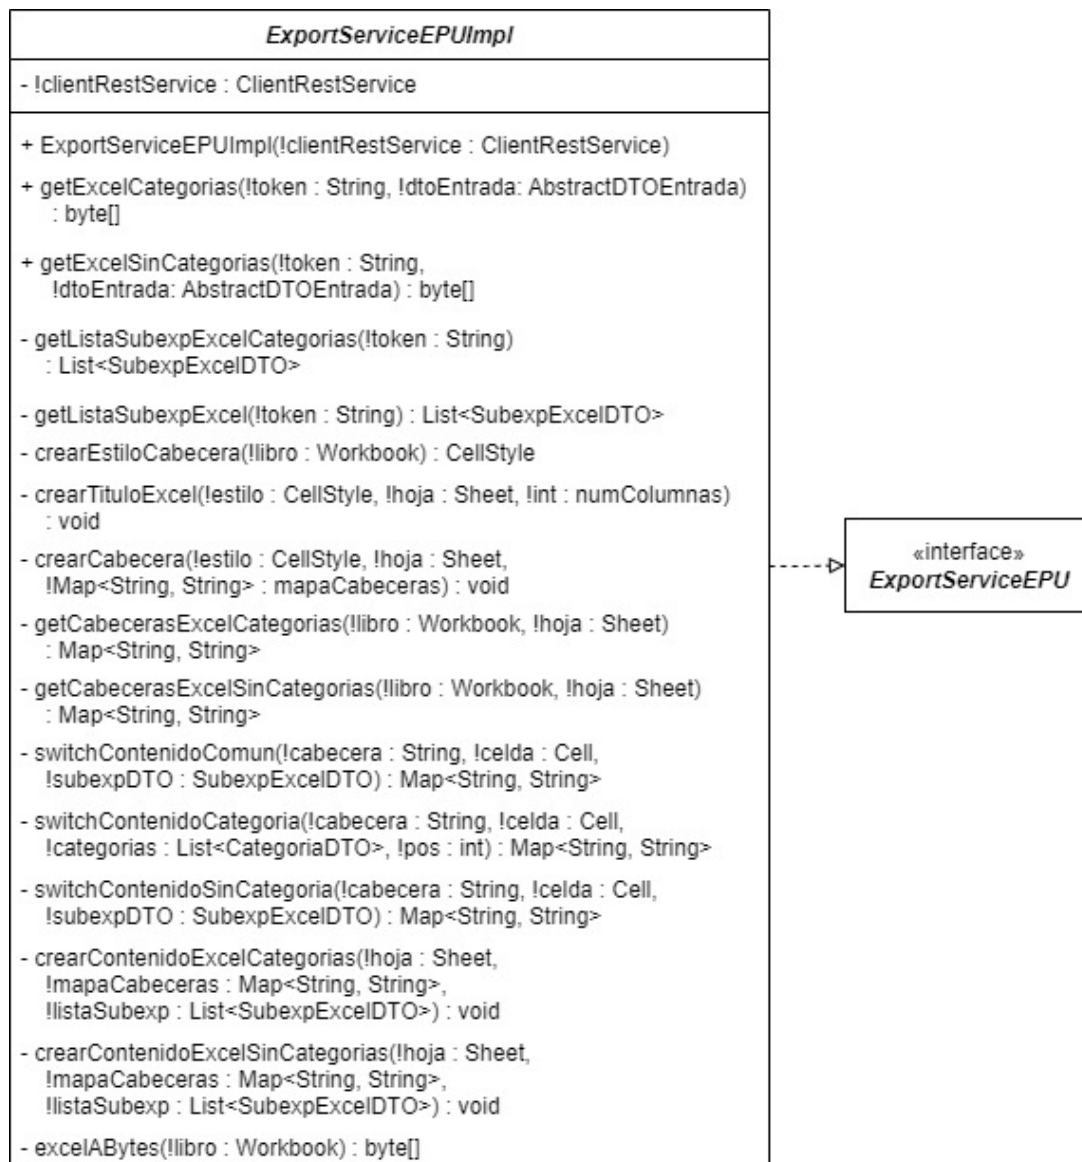 ExportServiceEPUImpl
- !clientRestService : ClientRestService
+ ExportServiceEPUImpl(!clientRestService : ClientRestService)
+ getExcelCategorias(!token : String, !dtoEntrada: AbstractDTOEntrada)
: byte[]
+ getExcelSinCategorias(!token : String,
!dtoEntrada: AbstractDTOEntrada) : byte[]
- getListaSubexpExcelCategorias(!token : String)
: List<SubexpExcelDTO>
- getListaSubexpExcel(!token : String) : List<SubexpExcelDTO>
- crearEstiloCabecera(!libro : Workbook) : CellStyle
- crearTituloExcel(!estilo : CellStyle, !hoja : Sheet, !int : numColumnas)
: void
- crearCabecera(!estilo : CellStyle, !hoja : Sheet,
!Map<String, String> : mapaCabeceras) : void
- getCabecerasExcelCategorias(!libro : Workbook, !hoja : Sheet)
: Map<String, String>
- getCabecerasExcelSinCategorias(!libro : Workbook, !hoja : Sheet)
: Map<String, String>
- switchContenidoComun(!cabecera : String, !celda : Cell,
!subexpDTO : SubexpExcelDTO) : Map<String, String>
- switchContenidoCategoria(!cabecera : String, !celda : Cell,
!categorias : List<CategoriaDTO>, !pos : int) : Map<String, String>
- switchContenidoSinCategoria(!cabecera : String, !celda : Cell,
!subexpDTO : SubexpExcelDTO) : Map<String, String>
- crearContenidoExcelCategorias(!hoja : Sheet,
!mapaCabeceras : Map<String, String>,
!listaSubexp : List<SubexpExcelDTO>) : void
- crearContenidoExcelSinCategorias(!hoja : Sheet,
!mapaCabeceras : Map<String, String>,
!listaSubexp : List<SubexpExcelDTO>) : void
- excelABytes(!libro : Workbook) : byte[]
«interface»
ExportServiceEPU